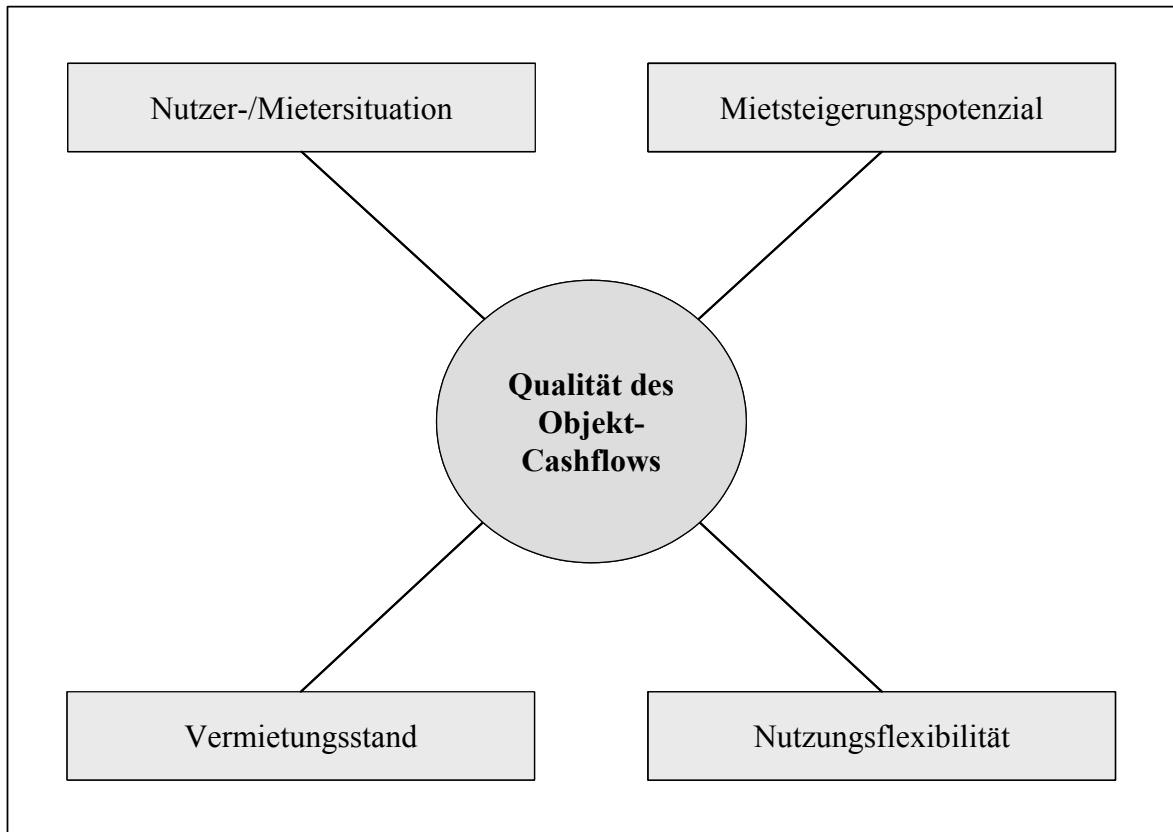 Nutzer-/Mietersituation
Mietsteigerungspotenzial
Qualität des
Objekt-
Cashflows
Vermietungsstand
Nutzungsflexibilität